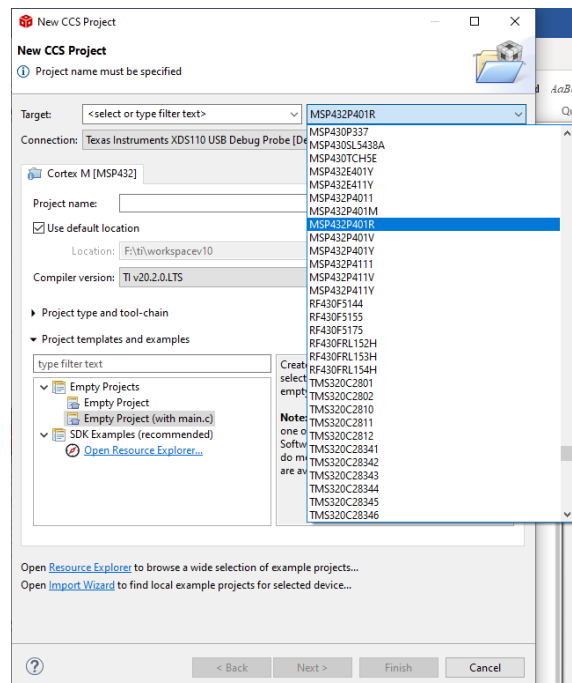 New CCS Project
New CCS Project
Project name must be specified
Target: <select or type filter text> MSP432P401R
Connection: Texas Instruments XDS110 USB Debug Probe [De
Cortex M [MSP432]
Project name:
Use default location
Location: F:\ti\workspacev10
Compiler version: TI v20.2.0.LTS
Project type and tool-chain
Project templates and examples
type filter text
Empty Projects
Empty Project
Empty Project (with main.c)
SDK Examples (recommended)
Open Resource Explorer...
Creat
select
empt
Note:
one o
Softw
do m
are av
MSP430P337
MSP430SL5438A
MSP430TCH5E
MSP432E401Y
MSP432E411Y
MSP432P4011
MSP432P401M
MSP432P401R
MSP432P401V
MSP432P401Y
MSP432P4111
MSP432P411V
MSP432P411Y
RF430F5144
RF430F5155
RF430F5175
RF430FRL152H
RF430FRL153H
RF430FRL154H
TMS320C2801
TMS320C2802
TMS320C2810
TMS320C2811
TMS320C2812
TMS320C28341
TMS320C28342
TMS320C28343
TMS320C28344
TMS320C28345
TMS320C28346
Open Resource Explorer to browse a wide selection of example projects...
Open Import Wizard to find local example projects for selected device...
? < Back Next > Finish Cancel
d AaB
Qu